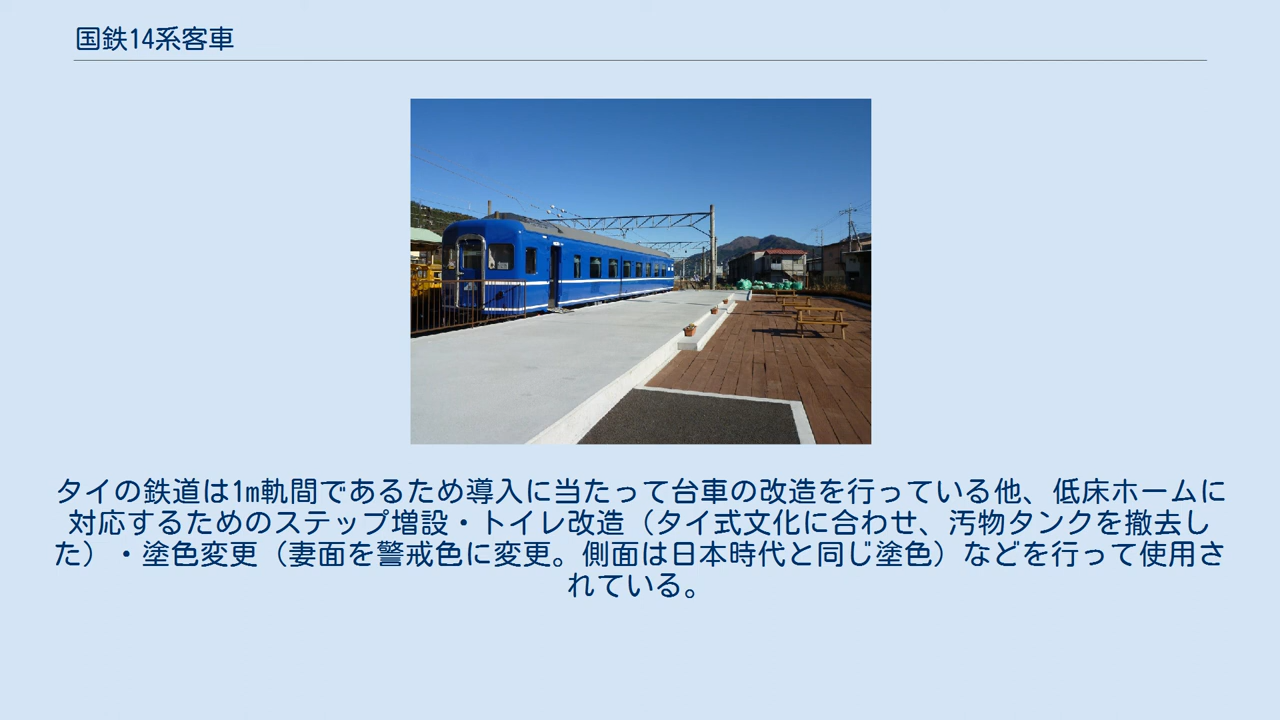 国鉄14系客車
タイの鉄道は1m軌間であるため導入に当たって台車の改造を行っている他、低床ホームに
対応するためのステップ増設・トイレ改造（タイ式文化に合わせ、汚物タンクを撤去し
た）・塗色変更（妻面を警戒色に変更。側面は日本時代と同じ塗色）などを行って使用さ
れている。